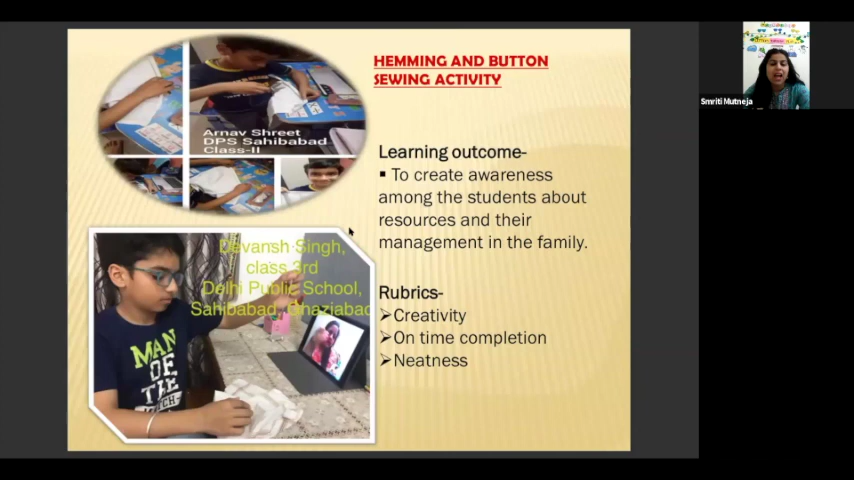 HEMMING AND BUTTON
SEWING ACTIVITY
Arnav Shreet
DPS Sahibabad
Class-II
Learning outcome-
▪ To create awareness
among the students about
resources and their
management in the family.
Devansh Singh,
class 3rd
Delhi Public School,
Sahibabad, Ghaziabad
MAN
OF
THE
Rubrics-
➢Creativity
➢On time completion
➢Neatness
Smriti Mutneja